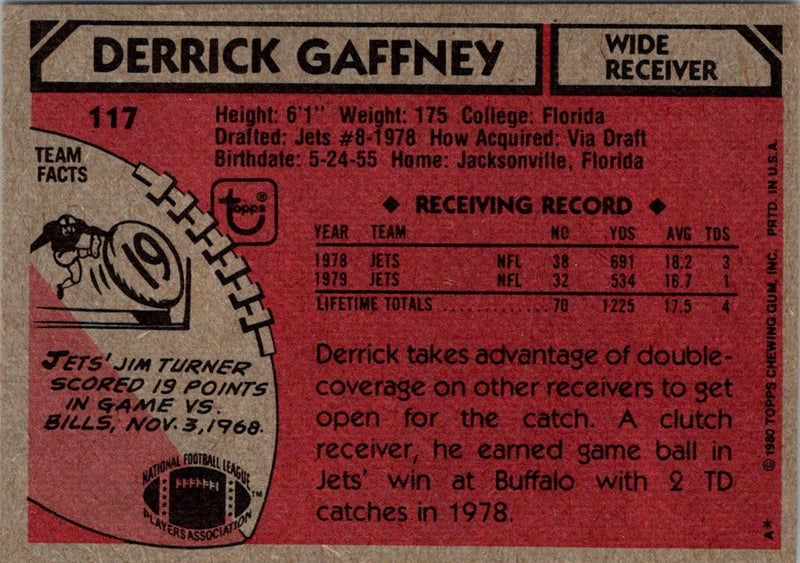 DERRICK GAFFNEY
WIDE
RECEIVER
117
Height: 6'1" Weight: 175 College: Florida
Drafted: Jets #8-1978 How Acquired: Via Draft
Birthdate: 5-24-55 Home: Jacksonville, Florida
TEAM
FACTS
topps®
19
JETS' JIM TURNER
SCORED 19 POINTS
IN GAME VS.
BILLS, NOV. 3, 1968.
NATIONAL FOOTBALL LEAGUE
PLAYERS ASSOCIATION
™
◆ RECEIVING RECORD ◆
YEAR TEAM NO YDS AVG TDS
1978 JETS NFL 38 691 18.2 3
1979 JETS NFL 32 534 16.7 1
LIFETIME TOTALS ............. 70 1225 17.5 4
Derrick takes advantage of double-
coverage on other receivers to get
open for the catch. A clutch
receiver, he earned game ball in
Jets' win at Buffalo with 2 TD
catches in 1978.
A* © 1980 TOPPS CHEWING GUM, INC. PRTD. IN U.S.A.